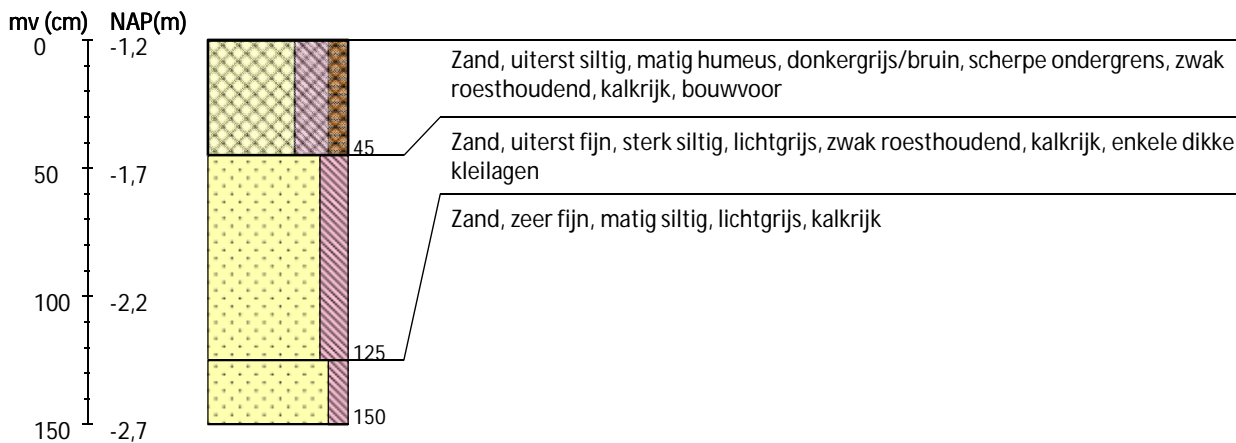 mv (cm) NAP(m)
0 -1,2
Zand, uiterst siltig, matig humeus, donkergrijs/bruin, scherpe ondergrens, zwak
roesthoudend, kalkrijk, bouwvoor
45
Zand, uiterst fijn, sterk siltig, lichtgrijs, zwak roesthoudend, kalkrijk, enkele dikke
kleilagen
50 -1,7
Zand, zeer fijn, matig siltig, lichtgrijs, kalkrijk
100 -2,2
125
150
150 -2,7